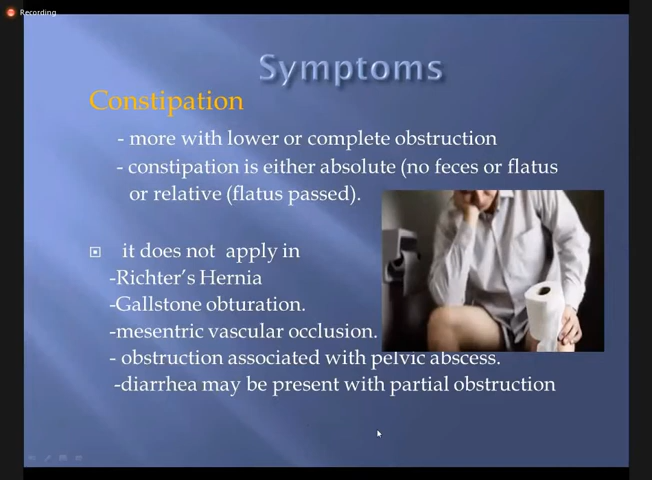 Recording
Symptoms
Constipation
- more with lower or complete obstruction
- constipation is either absolute (no feces or flatus
or relative (flatus passed).
it does not apply in
-Richter's Hernia
-Gallstone obturation.
-mesentric vascular occlusion.
- obstruction associated with pelvic abscess.
-diarrhea may be present with partial obstruction